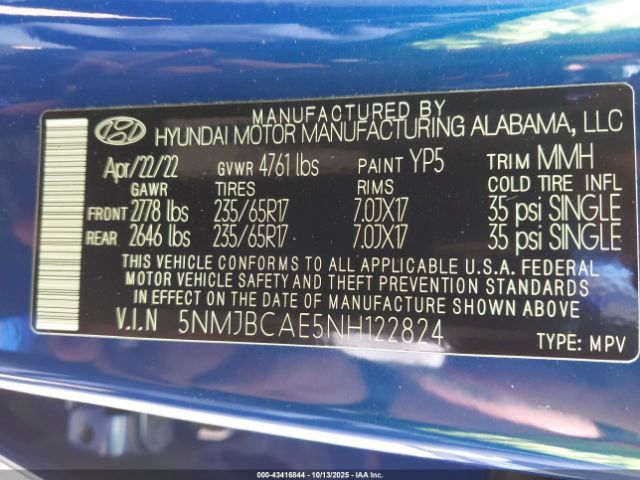 MANUFACTURED BY
HYUNDAI MOTOR MANUFACTURING ALABAMA, LLC
Apr/22/22 GVWR 4761 lbs PAINT YP5 TRIM MMH
GAWR TIRES RIMS COLD TIRE INFL
FRONT 2778 lbs 235/65R17 7.0JX17 35 psi SINGLE
REAR 2646 lbs 235/65R17 7.0JX17 35 psi SINGLE
THIS VEHICLE CONFORMS TO ALL APPLICABLE U.S.A. FEDERAL
MOTOR VEHICLE SAFETY AND THEFT PREVENTION STANDARDS
IN EFFECT ON THE DATE OF MANUFACTURE SHOWN ABOVE
V.I.N 5NMJBCAE5NH122824 TYPE: MPV
000-43416844 - 10/13/2025 - IAA Inc.